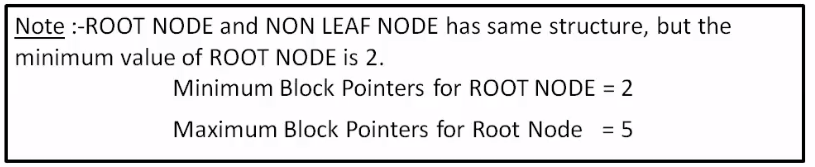 Note :-ROOT NODE and NON LEAF NODE has same structure, but the
minimum value of ROOT NODE is 2.
Minimum Block Pointers for ROOT NODE = 2
Maximum Block Pointers for Root Node = 5